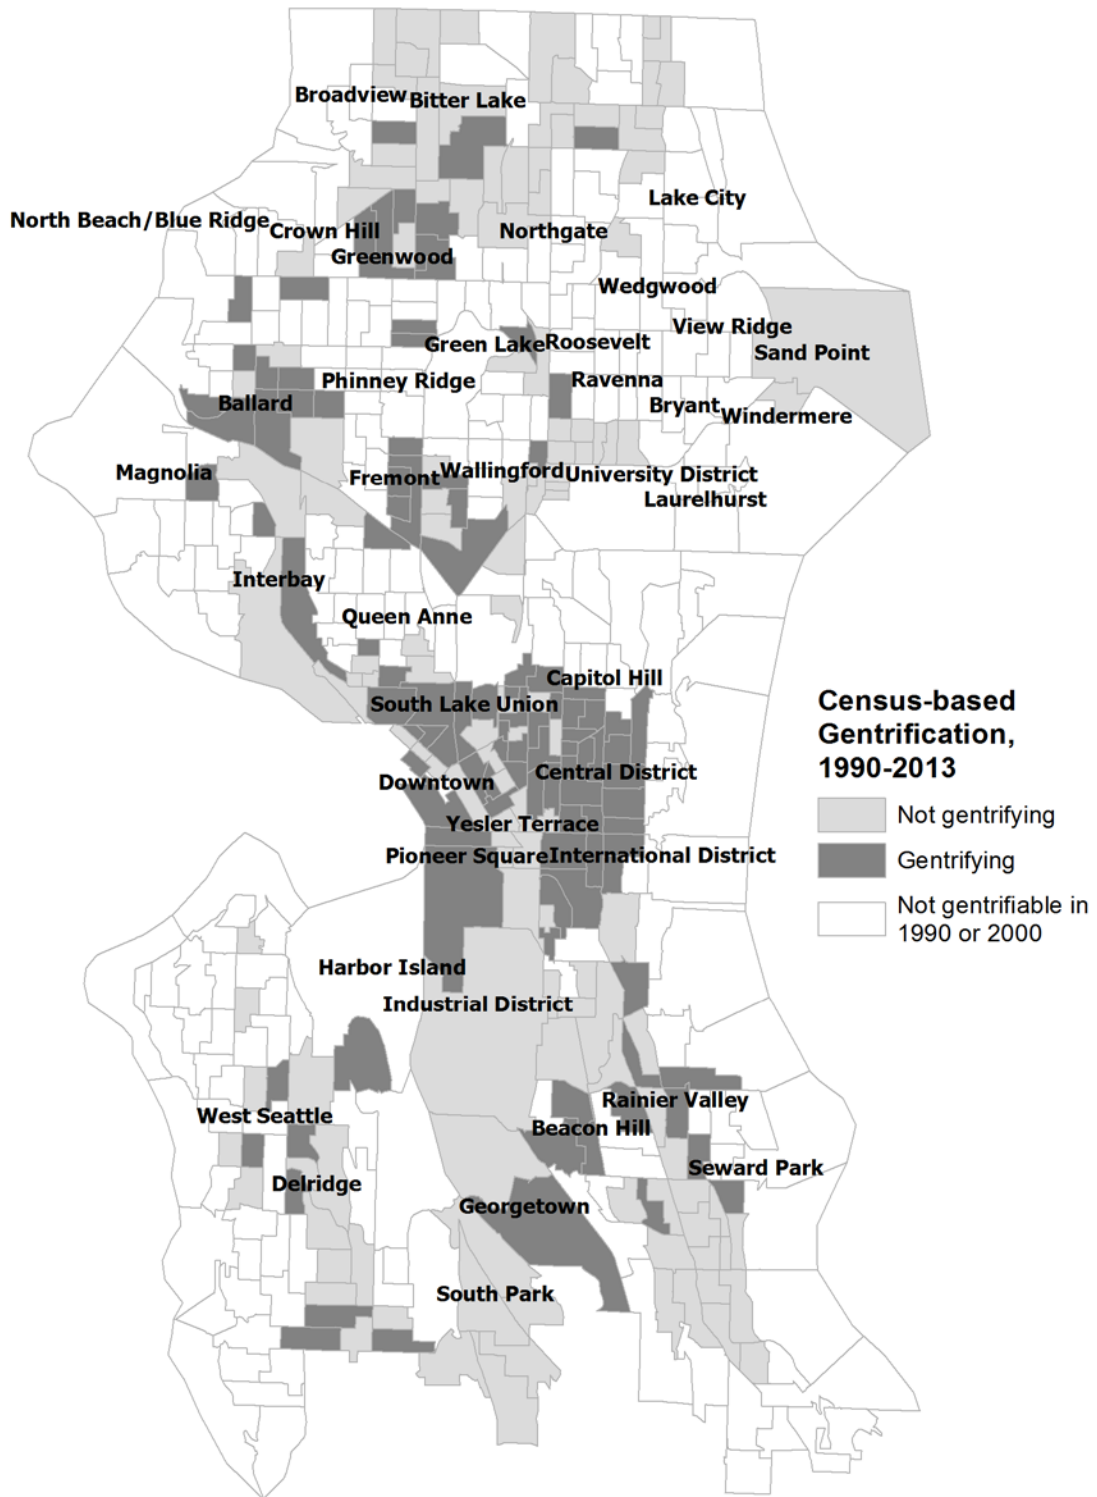 Broadview
Bitter Lake
Lake City
North Beach/Blue Ridge
Crown Hill
Northgate
Greenwood
Wedgwood
View Ridge
Green Lake
Roosevelt
Sand Point
Phinney Ridge
Ravenna
Ballard
Bryant
Windermere
Magnolia
Fremont
Wallingford
University District
Laurelhurst
Interbay
Queen Anne
Capitol Hill
South Lake Union
Census-based
Gentrification,
1990-2013
Not gentrifying
Gentrifying
Not gentrifiable in
1990 or 2000
Central District
Downtown
Yesler Terrace
Pioneer Square
International District
Harbor Island
Industrial District
Rainier Valley
West Seattle
Beacon Hill
Seward Park
Delridge
Georgetown
South Park